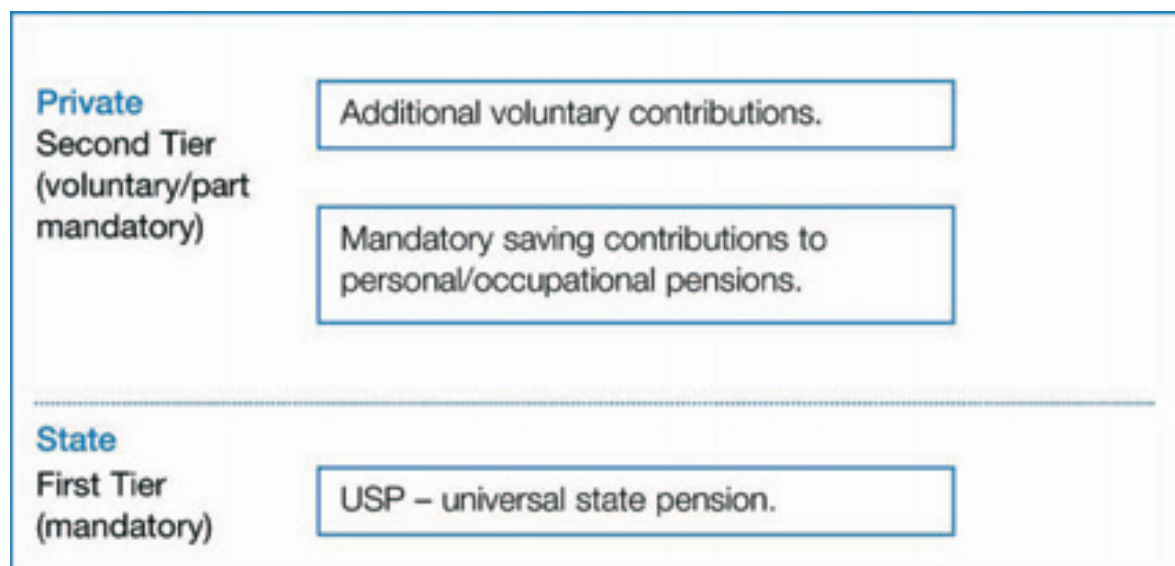 Private
Second Tier
(voluntary/part
mandatory)
Additional voluntary contributions.
Mandatory saving contributions to
personal/occupational pensions.
State
First Tier
(mandatory)
USP – universal state pension.